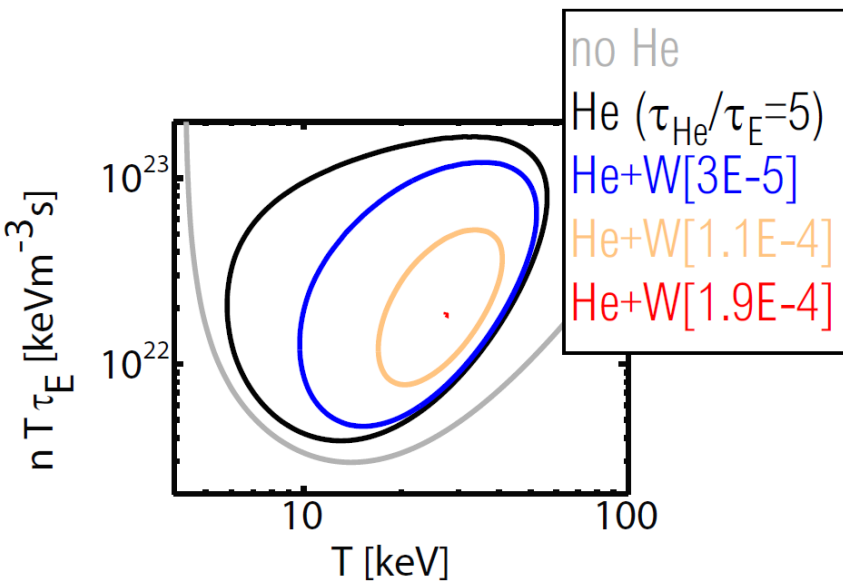 no He
He (τHe/τE=5)
He+W[3E-5]
He+W[1.1E-4]
He+W[1.9E-4]
10²³
10²²
n T τE [keVm⁻³s]
10
100
T [keV]